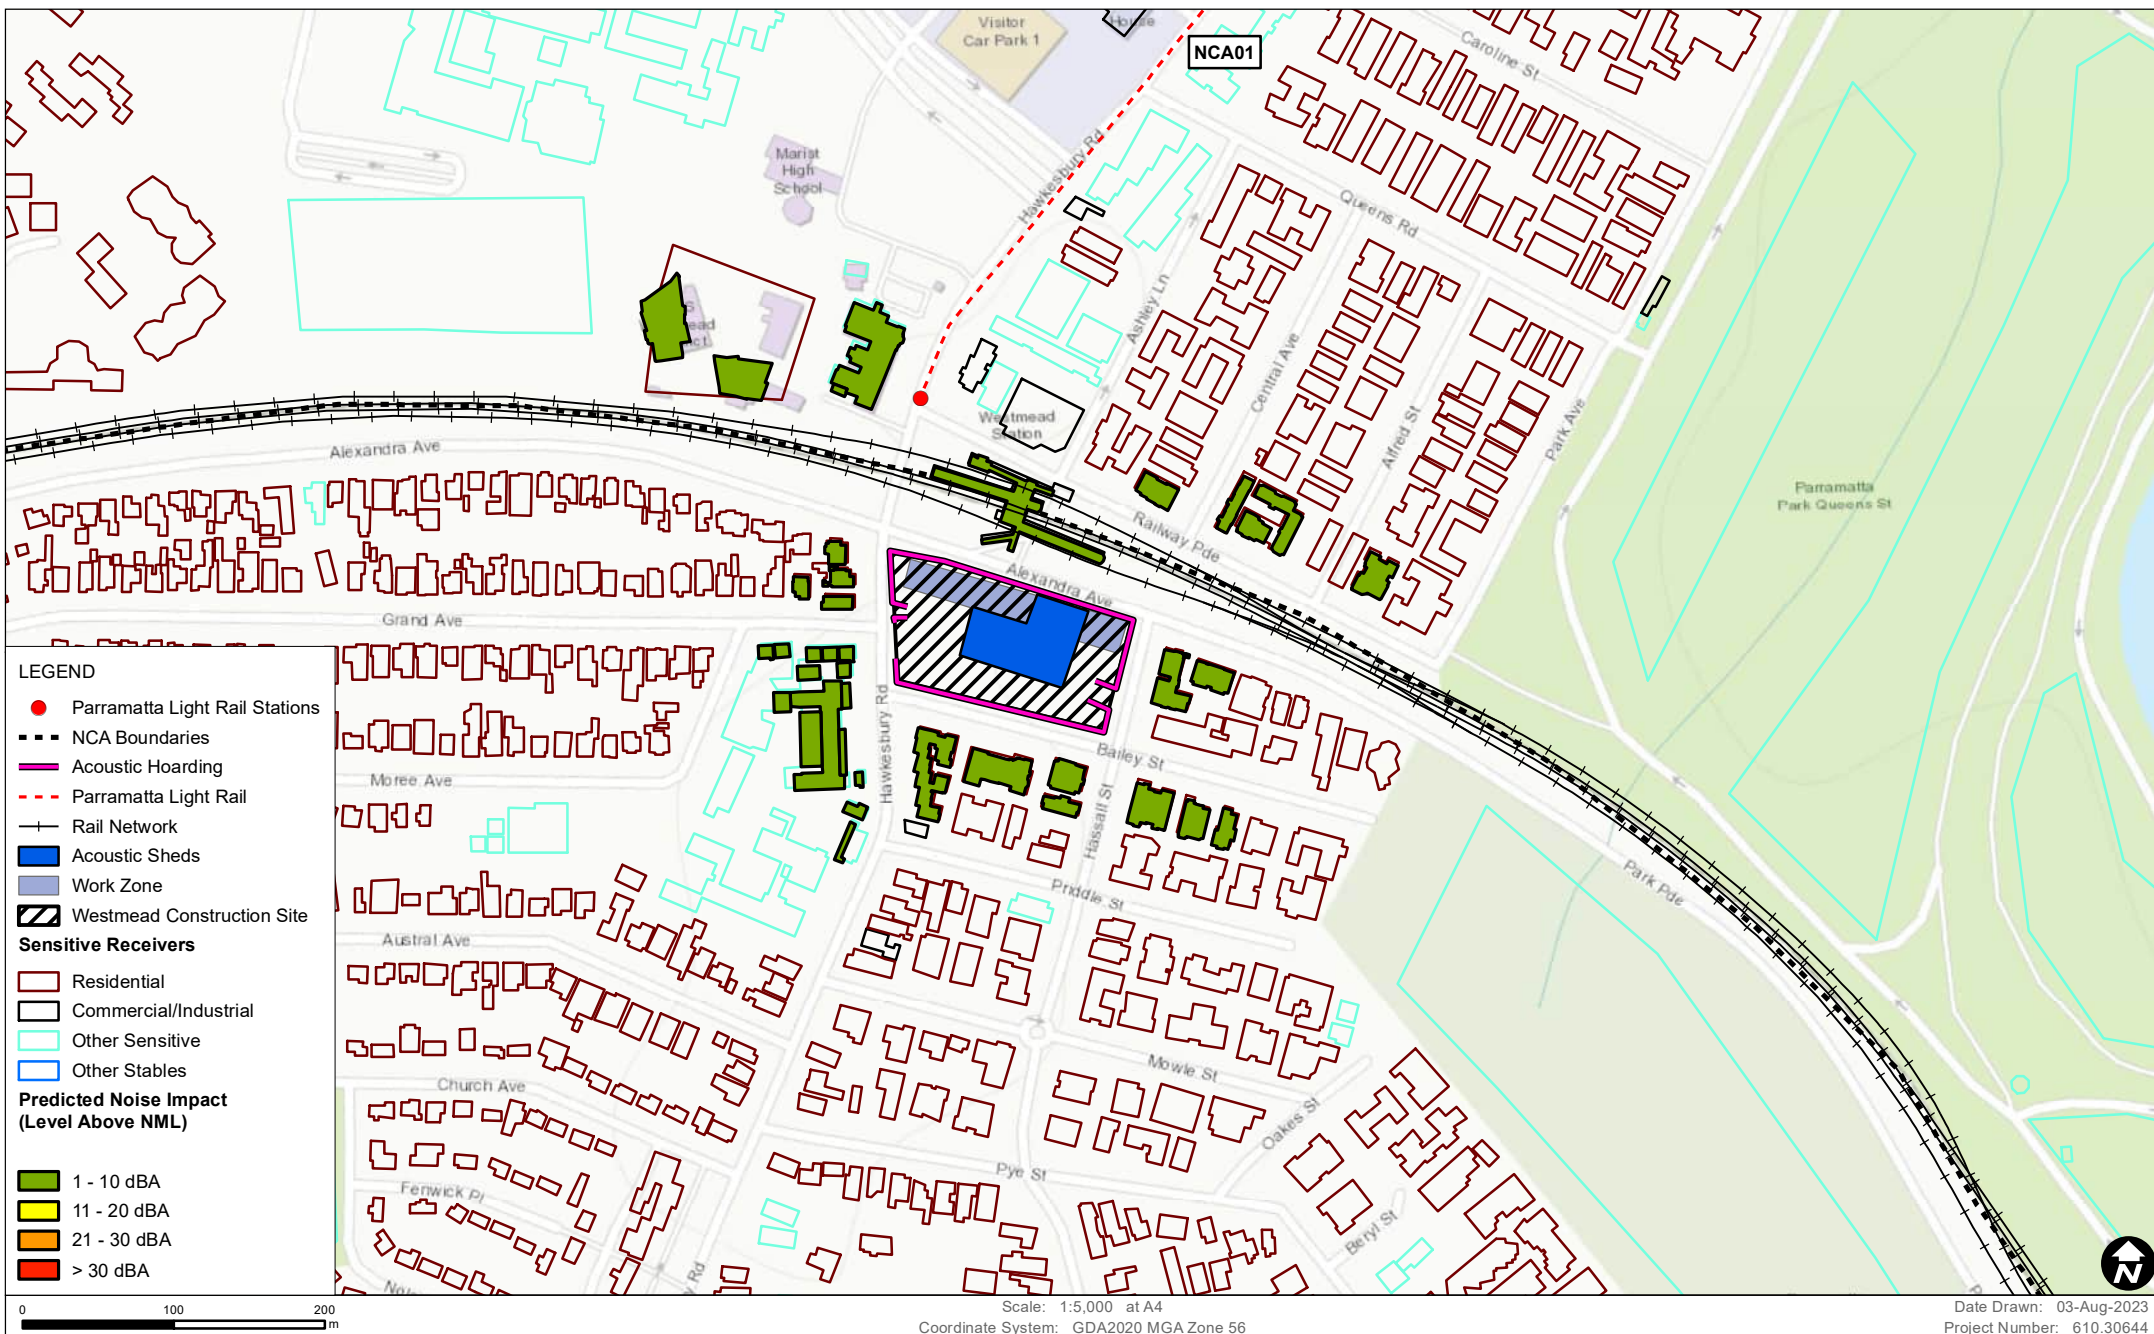 Visitor
Car Park 1
House
NCA01
Caroline St
Marist
High
School
Hawkesbury Rd
Queens Rd
Ashley Ln
Central Ave
Alfred St
Park Ave
Westmead
Station
Parramatta
Park Queens St
Alexandra Ave
Railway Pde
Alexandra Ave
Grand Ave
Hawkesbury Rd
Bailey St
Hassall St
Moree Ave
Priddle St
Park Pde
Austral Ave
Mowle St
Church Ave
Oakes St
Pye St
Fenwick Pl
Beryl St
Rd
LEGEND
Parramatta Light Rail Stations
NCA Boundaries
Acoustic Hoarding
Parramatta Light Rail
Rail Network
Acoustic Sheds
Work Zone
Westmead Construction Site
Sensitive Receivers
Residential
Commercial/Industrial
Other Sensitive
Other Stables
Predicted Noise Impact
(Level Above NML)
1 - 10 dBA
11 - 20 dBA
21 - 30 dBA
> 30 dBA
N
0 100 200
m
Scale: 1:5,000 at A4
Coordinate System: GDA2020 MGA Zone 56
Date Drawn: 03-Aug-2023
Project Number: 610.30644